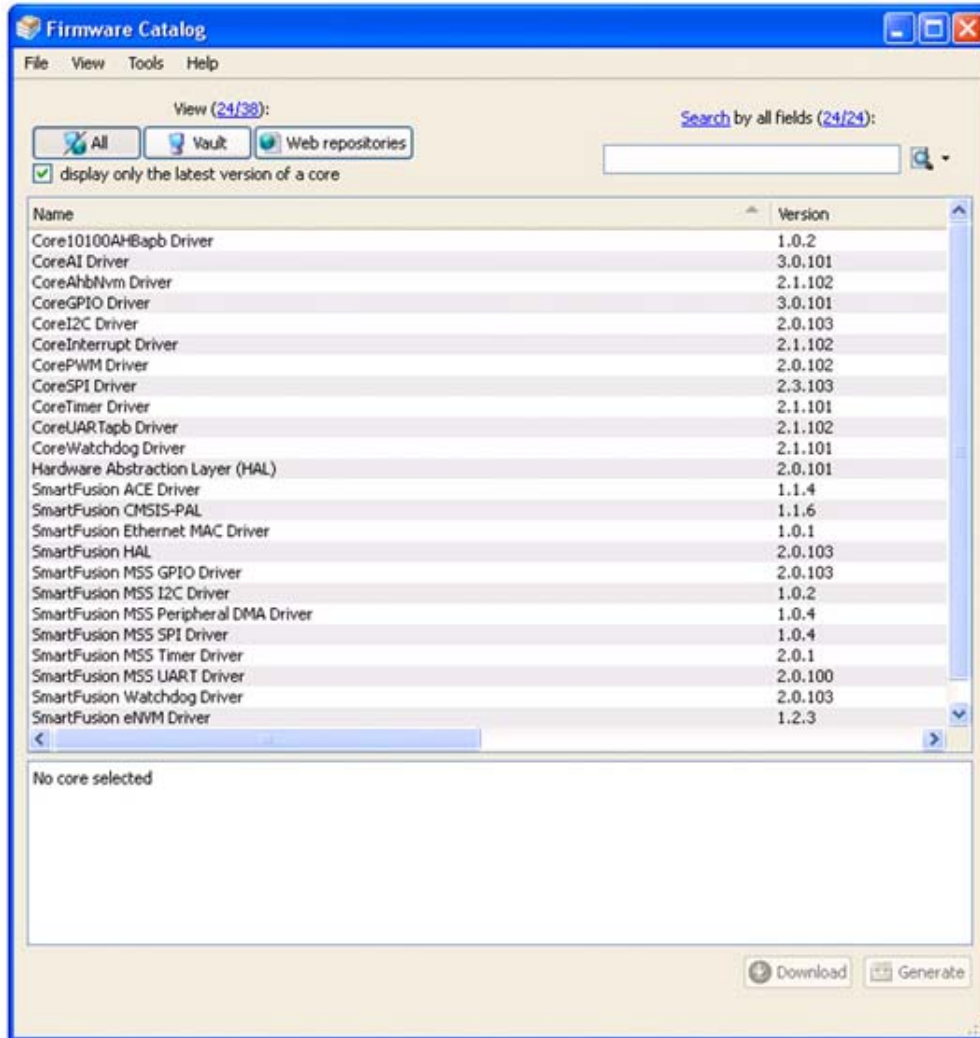 Firmware Catalog
File View Tools Help
View (24/38):
Search by all fields (24/24):
All Vault Web repositories
display only the latest version of a core
Name Version
Core10100AHBapb Driver 1.0.2
CoreAI Driver 3.0.101
CoreAhbNvm Driver 2.1.102
CoreGPIO Driver 3.0.101
CoreI2C Driver 2.0.103
CoreInterrupt Driver 2.1.102
CorePWM Driver 2.0.102
CoreSPI Driver 2.3.103
CoreTimer Driver 2.1.101
CoreUARTapb Driver 2.1.102
CoreWatchdog Driver 2.1.101
Hardware Abstraction Layer (HAL) 2.0.101
SmartFusion ACE Driver 1.1.4
SmartFusion CMSIS-PAL 1.1.6
SmartFusion Ethernet MAC Driver 1.0.1
SmartFusion HAL 2.0.103
SmartFusion MSS GPIO Driver 2.0.103
SmartFusion MSS I2C Driver 1.0.2
SmartFusion MSS Peripheral DMA Driver 1.0.4
SmartFusion MSS SPI Driver 1.0.4
SmartFusion MSS Timer Driver 2.0.1
SmartFusion MSS UART Driver 2.0.100
SmartFusion Watchdog Driver 2.0.103
SmartFusion eNVM Driver 1.2.3
No core selected
Download Generate